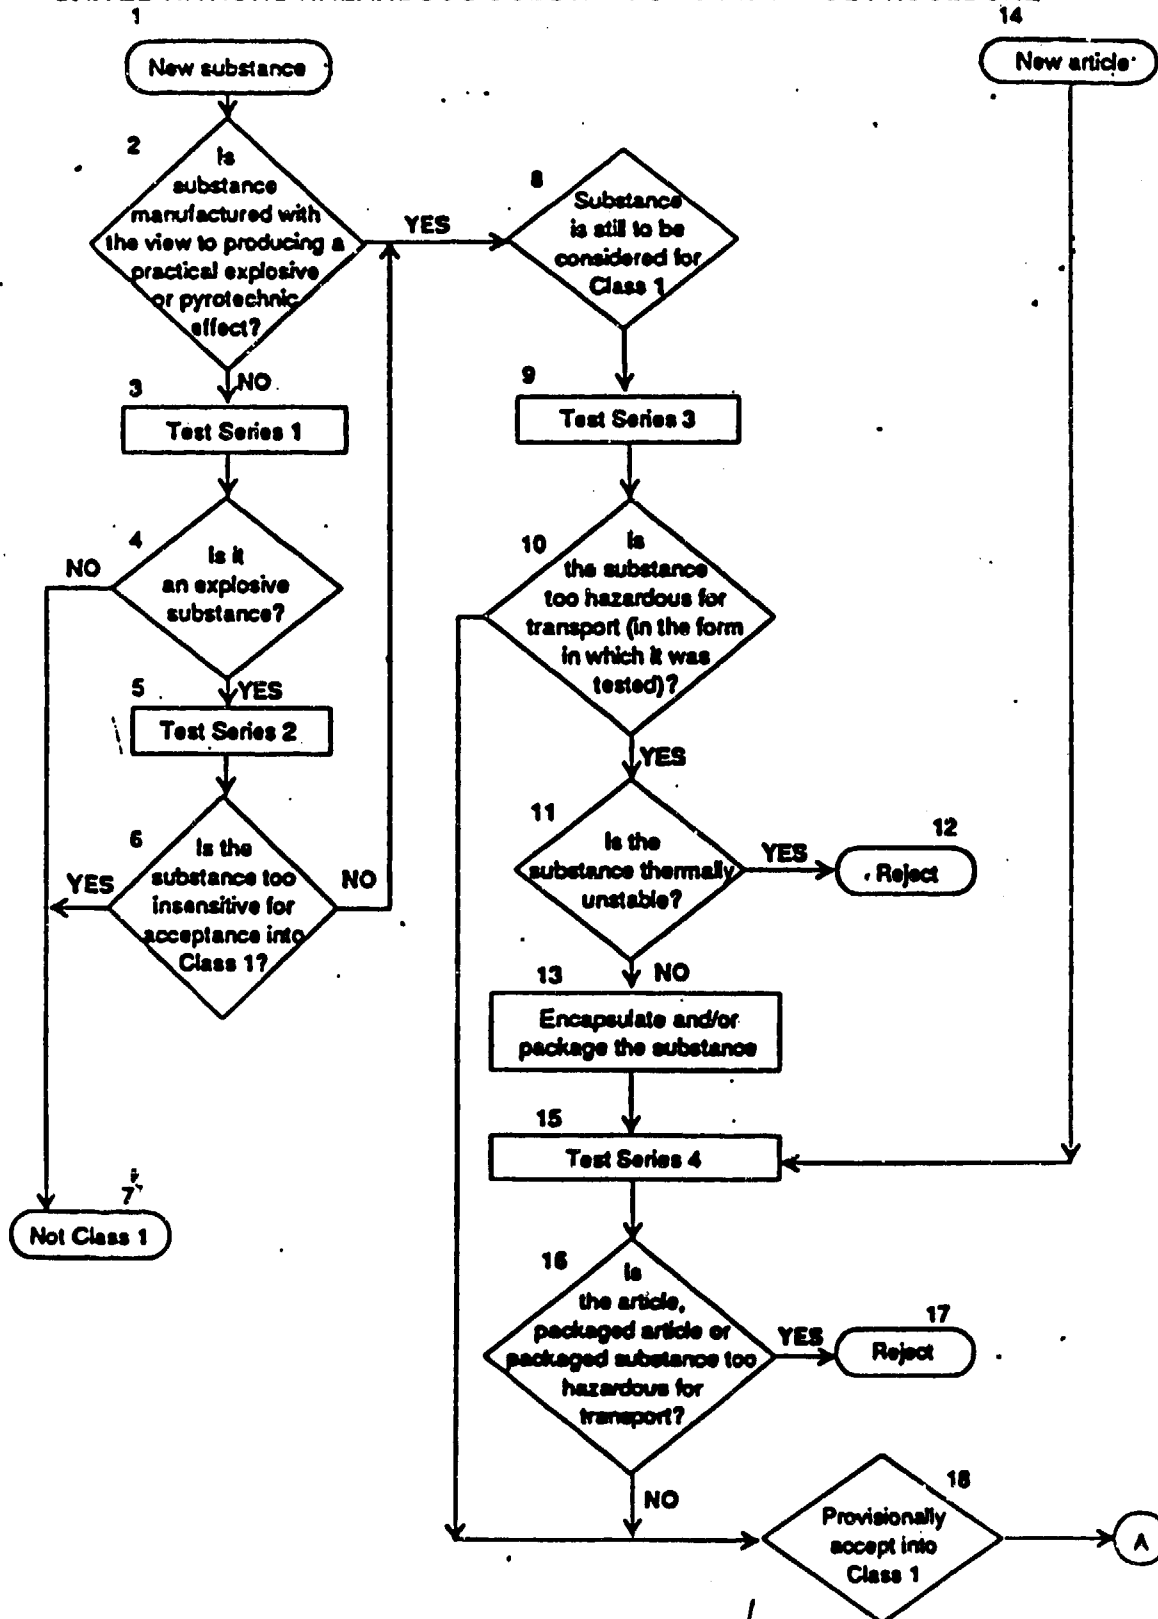 1
New substance
14
New article
2
Is
substance
manufactured with
the view to producing a
practical explosive
or pyrotechnic
effect?
YES
NO
8
Substance
is still to be
considered for
Class 1
3
Test Series 1
9
Test Series 3
4
Is it
an explosive
substance?
NO
YES
10
Is
the substance
too hazardous for
transport (in the form
in which it was
tested)?
YES
5
Test Series 2
6
Is the
substance too
insensitive for
acceptance into
Class 1?
YES
NO
11
Is the
substance thermally
unstable?
YES
NO
12
Reject
13
Encapsulate and/or
package the substance
15
Test Series 4
7
Not Class 1
16
Is
the article,
packaged article or
packaged substance too
hazardous for
transport?
YES
NO
17
Reject
18
Provisionally
accept into
Class 1
A